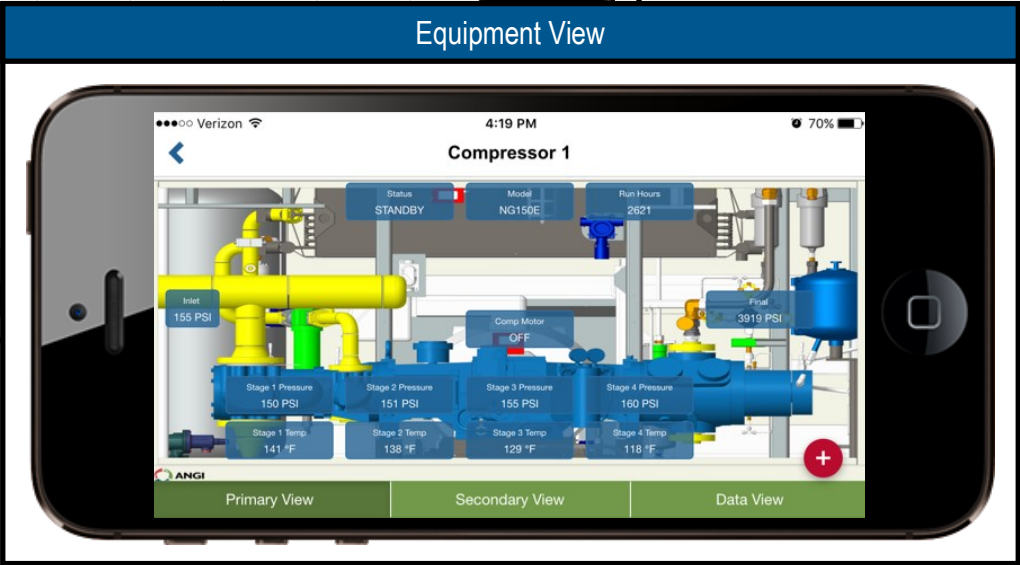 Equipment View
Verizon 4:19 PM 70%
Compressor 1
Status Model Run Hours
STANDBY NG150E 2621
Inlet
155 PSI
Final
3919 PSI
Comp Motor
OFF
Stage 1 Pressure Stage 2 Pressure Stage 3 Pressure Stage 4 Pressure
150 PSI 151 PSI 155 PSI 160 PSI
Stage 1 Temp Stage 2 Temp Stage 3 Temp Stage 4 Temp
141 °F 138 °F 129 °F 118 °F
+
ANGI
Primary View Secondary View Data View